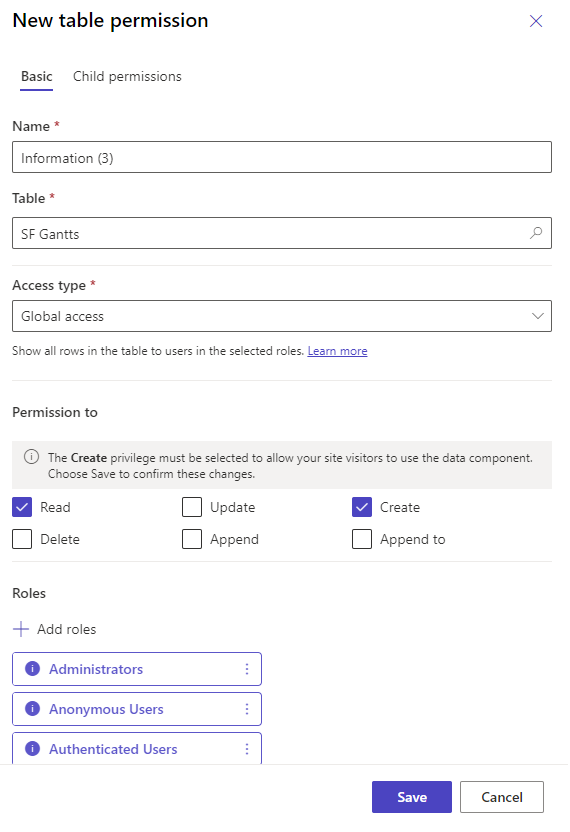 New table permission
Basic Child permissions
Name *
Information (3)
Table *
SF Gantts
Access type *
Global access
Show all rows in the table to users in the selected roles. Learn more
Permission to
The Create privilege must be selected to allow your site visitors to use the data component.
Choose Save to confirm these changes.
Read Update Create
Delete Append Append to
Roles
Add roles
Administrators
Anonymous Users
Authenticated Users
Save Cancel